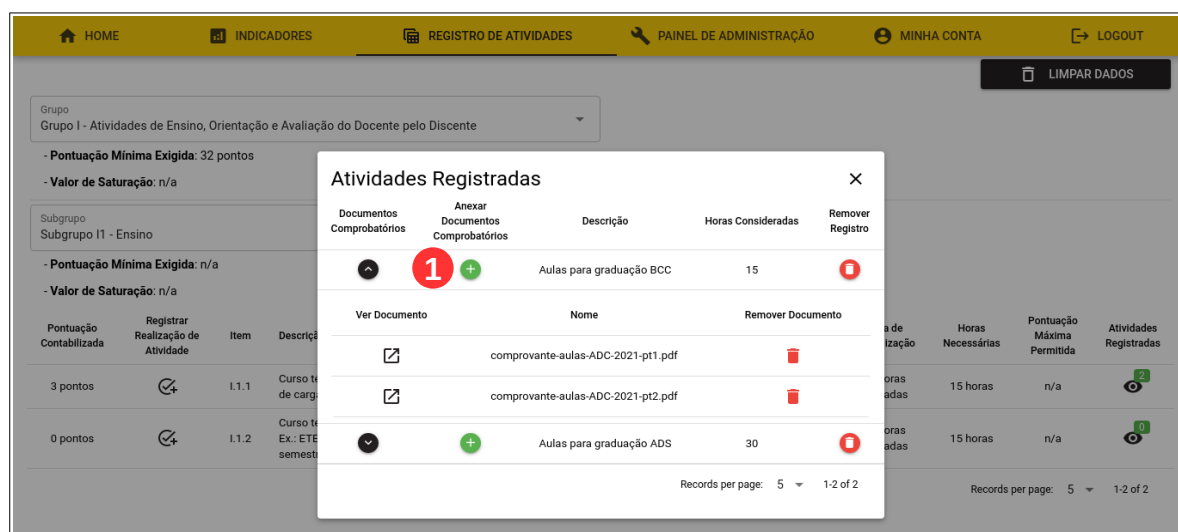 HOME
INDICADORES
REGISTRO DE ATIVIDADES
PAINEL DE ADMINISTRAÇÃO
MINHA CONTA
LOGOUT
LIMPAR DADOS
Grupo
Grupo I - Atividades de Ensino, Orientação e Avaliação do Docente pelo Discente
- Pontuação Mínima Exigida: 32 pontos
- Valor de Saturação: n/a
Subgrupo
Subgrupo I1 - Ensino
- Pontuação Mínima Exigida: n/a
- Valor de Saturação: n/a
Atividades Registradas
Documentos
Comprobatórios
Anexar
Documentos
Comprobatórios
Descrição
Horas Consideradas
Remover
Registro
1
Aulas para graduação BCC
15
Ver Documento
Nome
Remover Documento
comprovante-aulas-ADC-2021-pt1.pdf
comprovante-aulas-ADC-2021-pt2.pdf
Aulas para graduação ADS
30
Records per page: 5
1-2 of 2
Pontuação
Contabilizada
Registrar
Realização de
Atividade
Item
Horas
Necessárias
Pontuação
Máxima
Permitida
Atividades
Registradas
3 pontos
I.1.1
Curso
de
15 horas
n/a
2
0 pontos
I.1.2
Curso
Ex.: ETE
15 horas
n/a
0
Records per page: 5
1-2 of 2